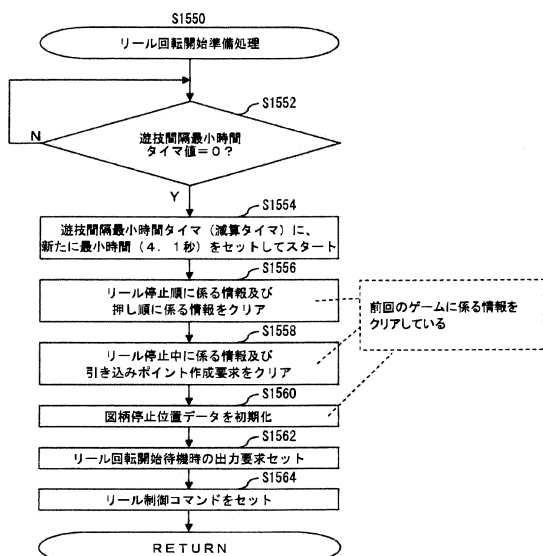 S1550
リール回転開始準備処理
S1552
遊技間隔最小時間
タイマ値=0?
N
Y
S1554
遊技間隔最小時間タイマ(減算タイマ)に、
新たに最小時間(4.1秒)をセットしてスタート
S1556
リール停止順に係る情報及び
押し順に係る情報をクリア
前回のゲームに係る情報を
クリアしている
S1558
リール停止中に係る情報及び
引き込みポイント作成要求をクリア
S1560
図柄停止位置データを初期化
S1562
リール回転開始待機時の出力要求セット
S1564
リール制御コマンドをセット
RETURN